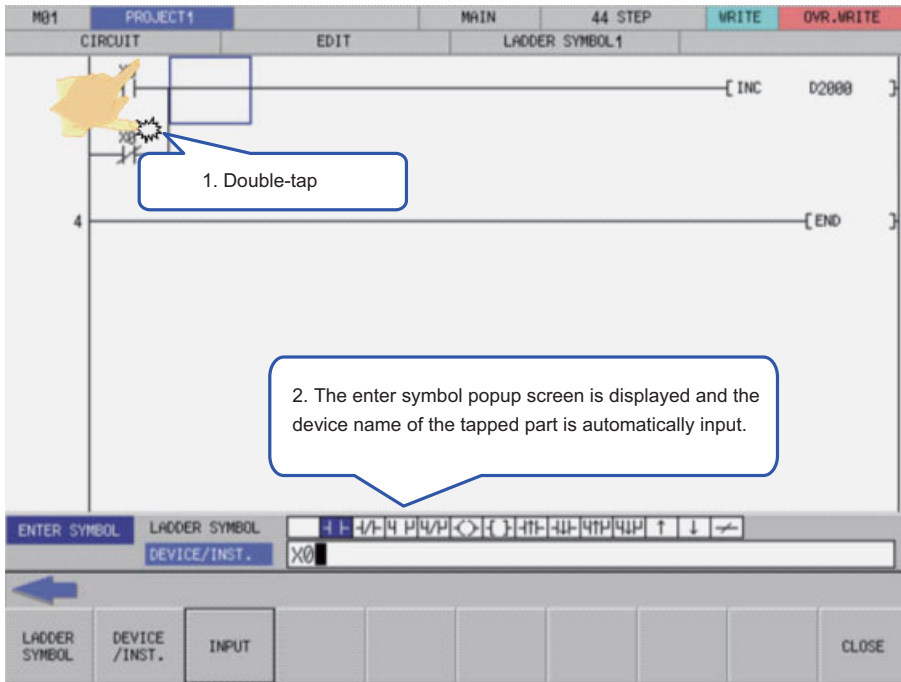 M01 PROJECT1 MAIN 44 STEP WRITE OVR.WRITE
CIRCUIT EDIT LADDER SYMBOL1
INC D2000
X0
1. Double-tap
4 END
2. The enter symbol popup screen is displayed and the
device name of the tapped part is automatically input.
ENTER SYMBOL LADDER SYMBOL
DEVICE/INST. X0
LADDER SYMBOL DEVICE /INST. INPUT CLOSE